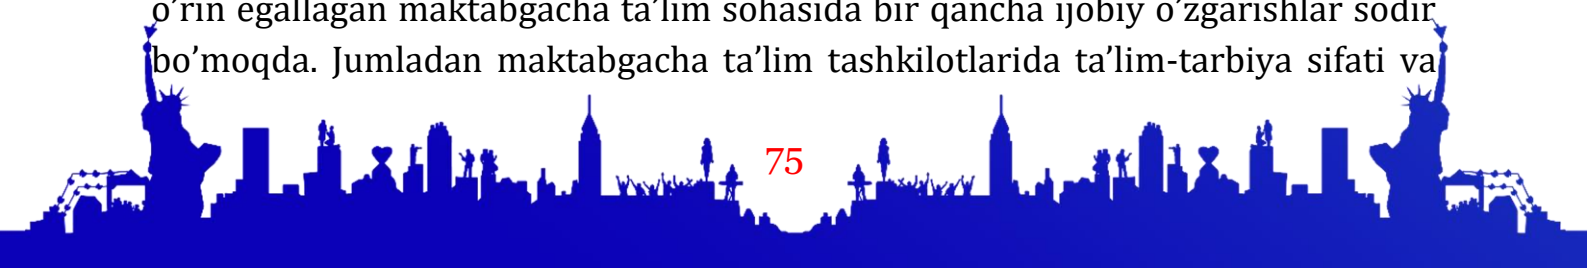 o’rin egallagan maktabgacha ta’lim sohasida bir qancha ijobiy o’zgarishlar sodir
bo’moqda. Jumladan maktabgacha ta’lim tashkilotlarida ta’lim-tarbiya sifati va
75